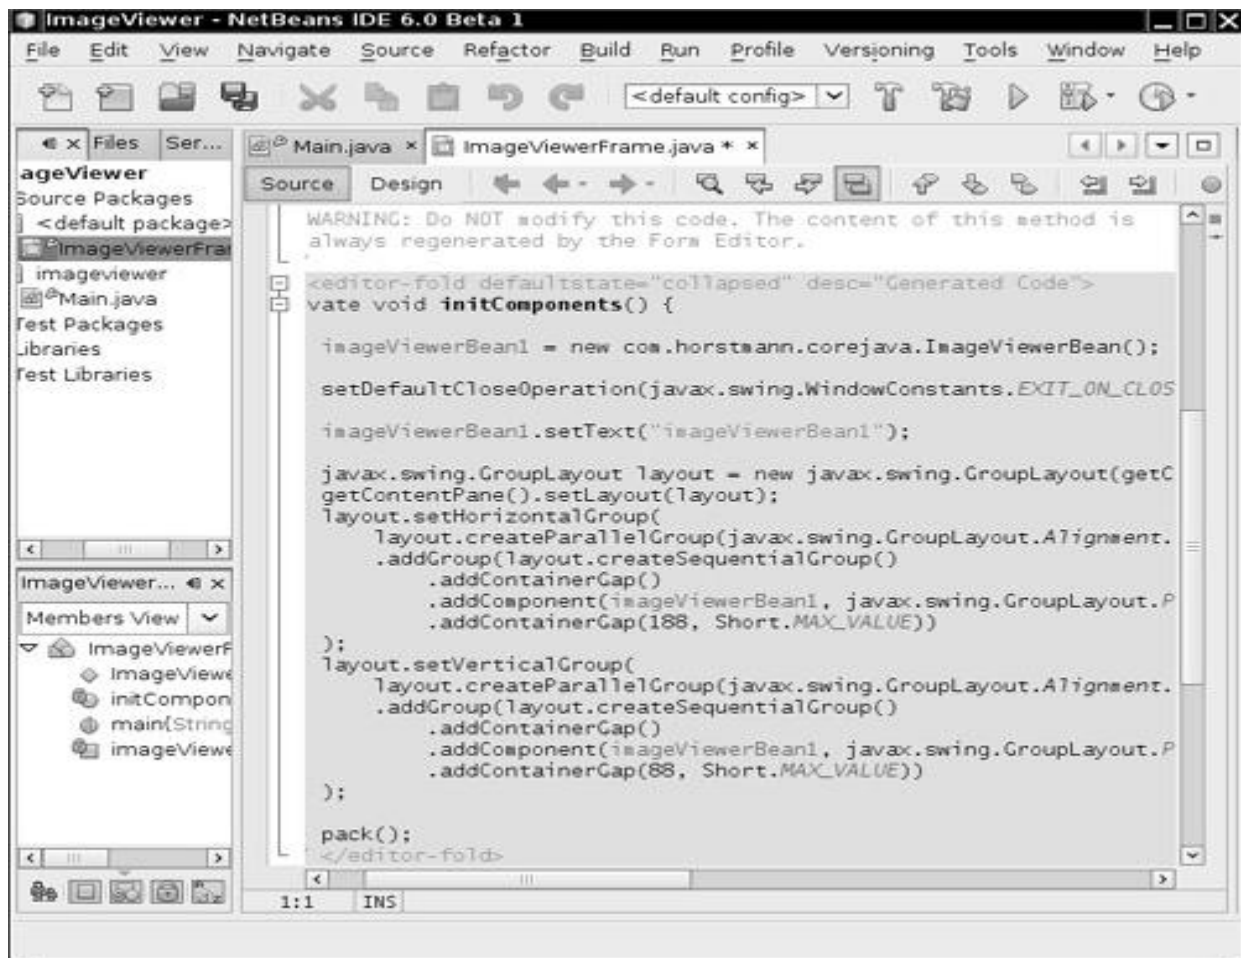 ImageViewer - NetBeans IDE 6.0 Beta 1
File Edit View Navigate Source Refactor Build Run Profile Versioning Tools Window Help
<default config>
Files Ser...
Main.java × ImageViewerFrame.java * ×
ageViewer
Source Packages
<default package>
ImageViewerFrar
imageviewer
Main.java
Test Packages
Libraries
Test Libraries
Source Design
WARNING: Do NOT modify this code. The content of this method is
always regenerated by the Form Editor.
<editor-fold defaultstate="collapsed" desc="Generated Code">
vate void initComponents() {
imageViewerBean1 = new com.horstmann.corejava.ImageViewerBean();
setDefaultCloseOperation(javax.swing.WindowConstants.EXIT_ON_CLOS
imageViewerBean1.setText("imageViewerBean1");
javax.swing.GroupLayout layout = new javax.swing.GroupLayout(getC
getContentPane().setLayout(layout);
layout.setHorizontalGroup(
layout.createParallelGroup(javax.swing.GroupLayout.Alignment.
.addGroup(layout.createSequentialGroup()
.addContainerGap()
.addComponent(imageViewerBean1, javax.swing.GroupLayout.P
.addContainerGap(188, Short.MAX_VALUE))
);
layout.setVerticalGroup(
layout.createParallelGroup(javax.swing.GroupLayout.Alignment.
.addGroup(layout.createSequentialGroup()
.addContainerGap()
.addComponent(imageViewerBean1, javax.swing.GroupLayout.P
.addContainerGap(88, Short.MAX_VALUE))
);
pack();
</editor-fold>
ImageViewer...
Members View
ImageViewerF
ImageViewe
initCompon
main(String
imageViewe
1:1 INS